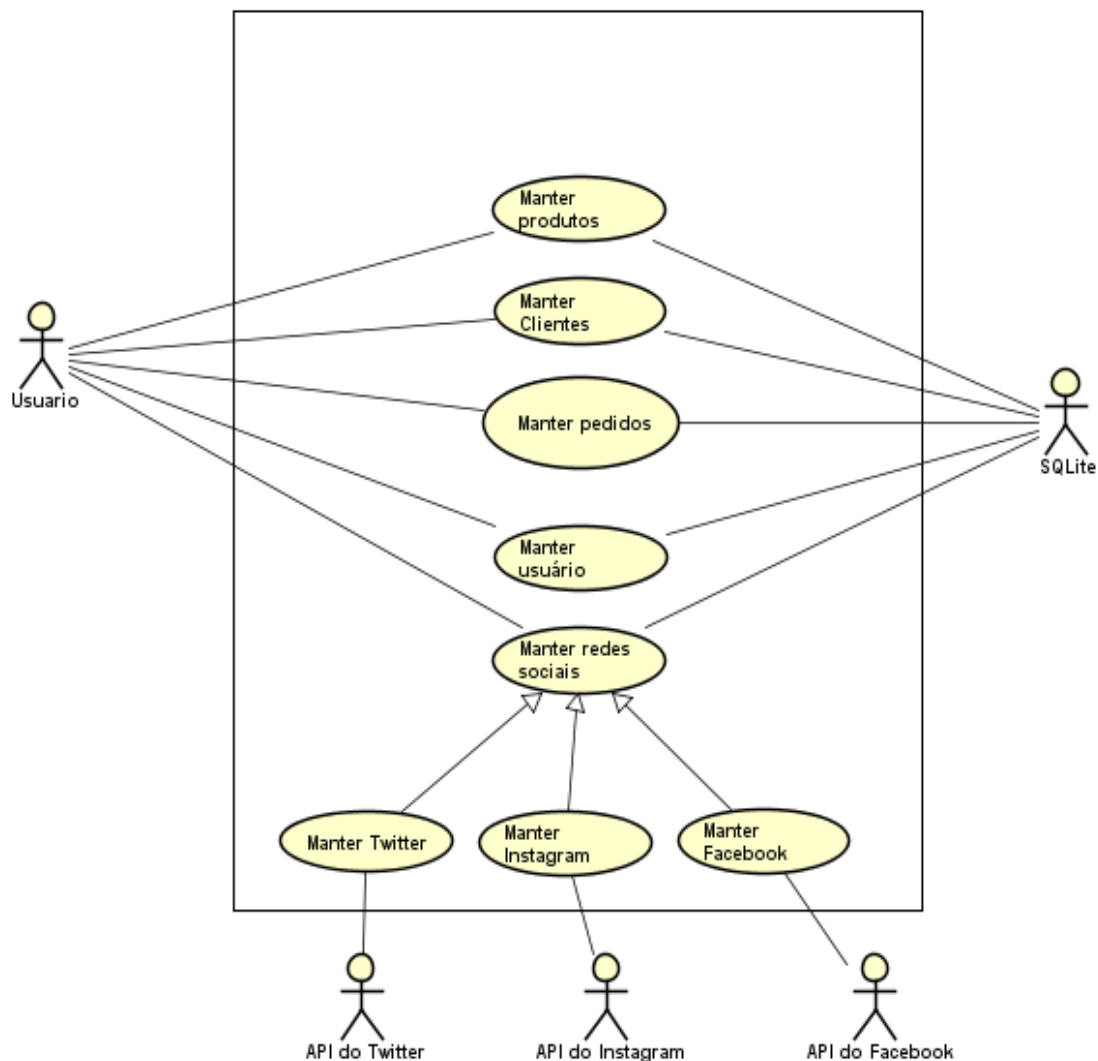 Manter
produtos
Manter
Clientes
Usuario
Manter pedidos
SQLite
Manter
usuário
Manter redes
sociais
Manter Twitter
Manter
Instagram
Manter
Facebook
API do Twitter
API do Instagram
API do Facebook